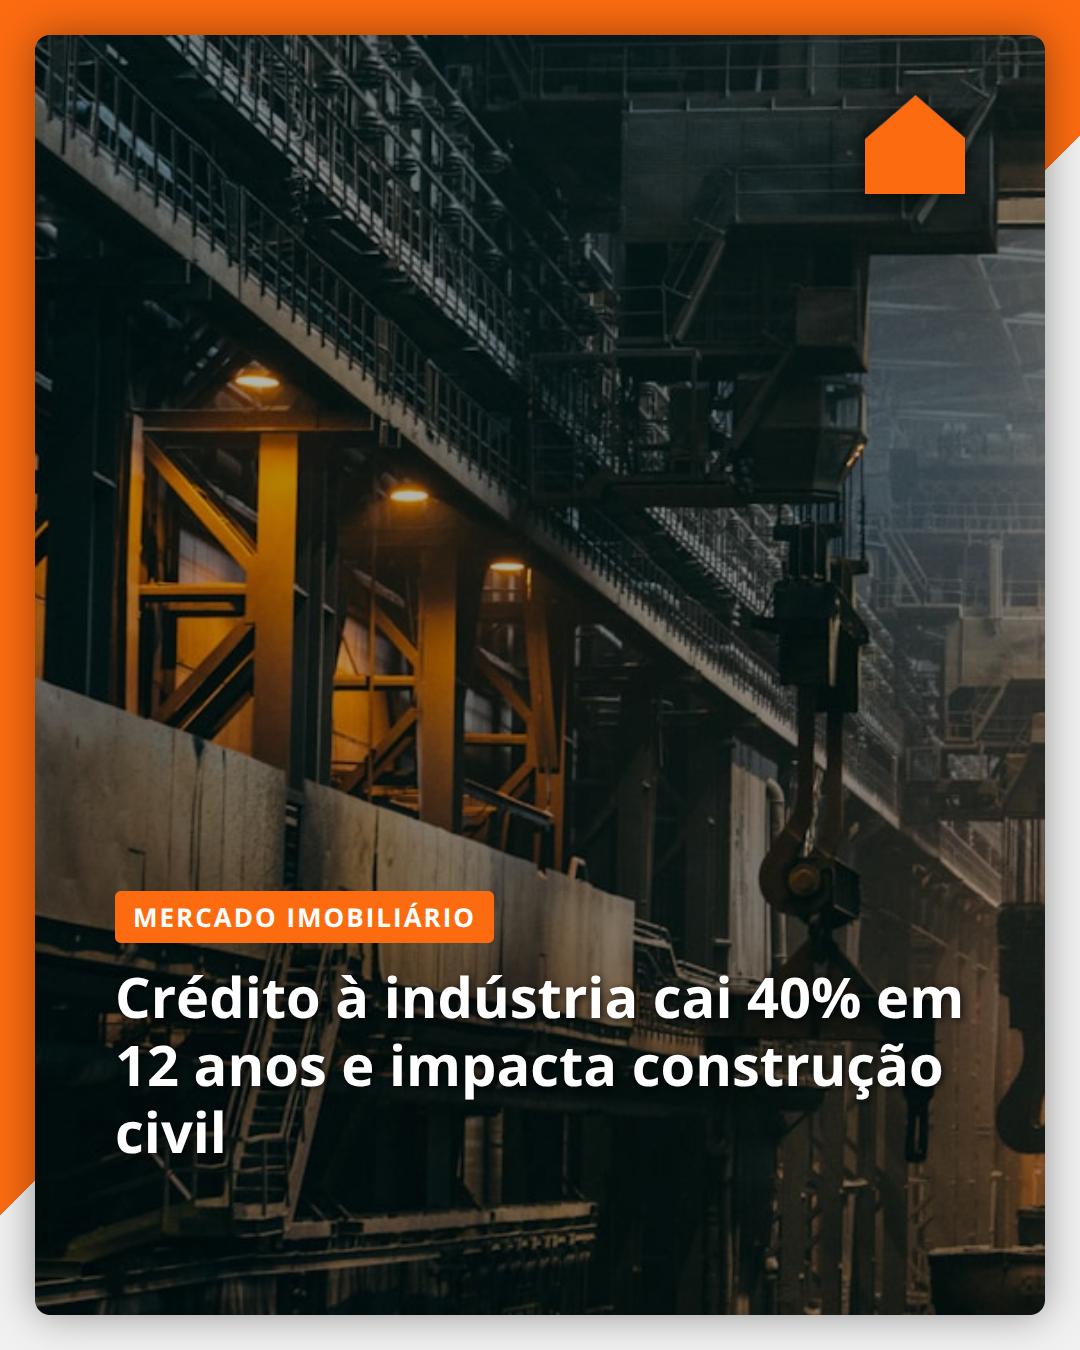 MERCADO IMOBILIÁRIO
Crédito à indústria cai 40% em
12 anos e impacta construção
civil